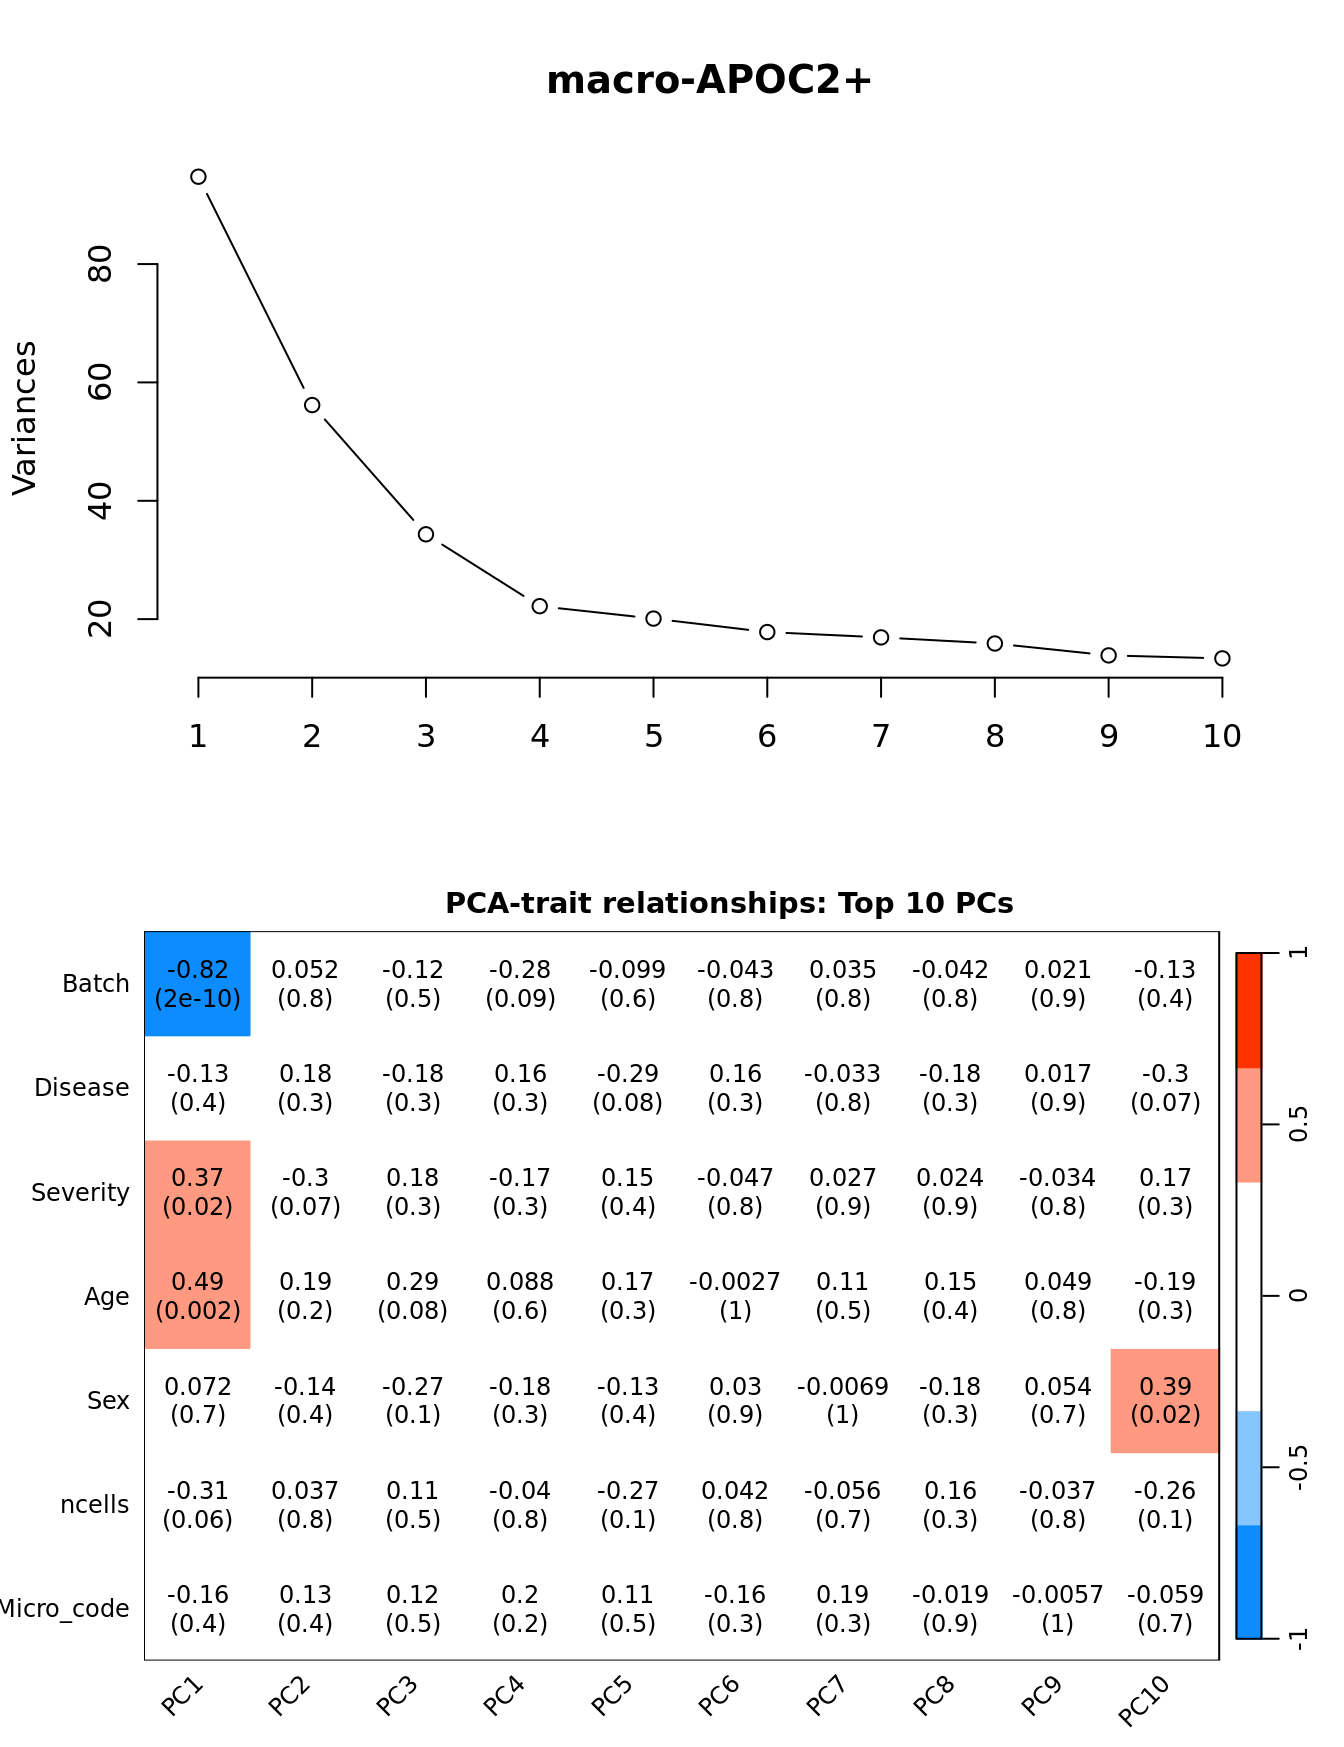 macro-APOC2+
Variances
80
60
40
20
1 2 3 4 5 6 7 8 9 10
PCA-trait relationships: Top 10 PCs
Batch -0.82 0.052 -0.12 -0.28 -0.099 -0.043 0.035 -0.042 0.021 -0.13
(2e-10) (0.8) (0.5) (0.09) (0.6) (0.8) (0.8) (0.8) (0.9) (0.4)
Disease -0.13 0.18 -0.18 0.16 -0.29 0.16 -0.033 -0.18 0.017 -0.3
(0.4) (0.3) (0.3) (0.3) (0.08) (0.3) (0.8) (0.3) (0.9) (0.07)
Severity 0.37 -0.3 0.18 -0.17 0.15 -0.047 0.027 0.024 -0.034 0.17
(0.02) (0.07) (0.3) (0.3) (0.4) (0.8) (0.9) (0.9) (0.8) (0.3)
Age 0.49 0.19 0.29 0.088 0.17 -0.0027 0.11 0.15 0.049 -0.19
(0.002) (0.2) (0.08) (0.6) (0.3) (1) (0.5) (0.4) (0.8) (0.3)
Sex 0.072 -0.14 -0.27 -0.18 -0.13 0.03 -0.0069 -0.18 0.054 0.39
(0.7) (0.4) (0.1) (0.3) (0.4) (0.9) (1) (0.3) (0.7) (0.02)
ncells -0.31 0.037 0.11 -0.04 -0.27 0.042 -0.056 0.16 -0.037 -0.26
(0.06) (0.8) (0.5) (0.8) (0.1) (0.8) (0.7) (0.3) (0.8) (0.1)
Micro_code -0.16 0.13 0.12 0.2 0.11 -0.16 0.19 -0.019 -0.0057 -0.059
(0.4) (0.4) (0.5) (0.2) (0.5) (0.3) (0.3) (0.9) (1) (0.7)
PC1 PC2 PC3 PC4 PC5 PC6 PC7 PC8 PC9 PC10
1
0.5
0
-0.5
-1